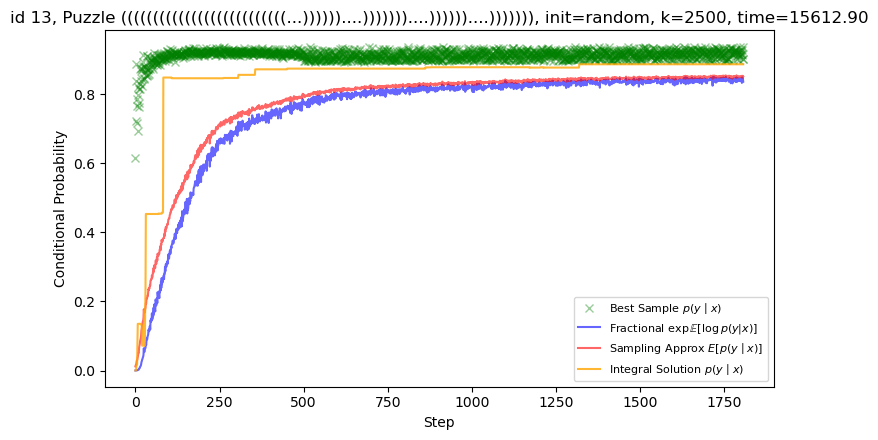 id 13, Puzzle ((((((((((((((((((((((((((...))))))....)))))))....))))))....))))))), init=random, k=2500, time=15612.90
Conditional Probability
0.8
0.6
0.4
0.2
0.0
Best Sample p(y | x)
Fractional exp𝔼[log p(y|x)]
Sampling Approx E[p(y | x)]
Integral Solution p(y | x)
0 250 500 750 1000 1250 1500 1750
Step